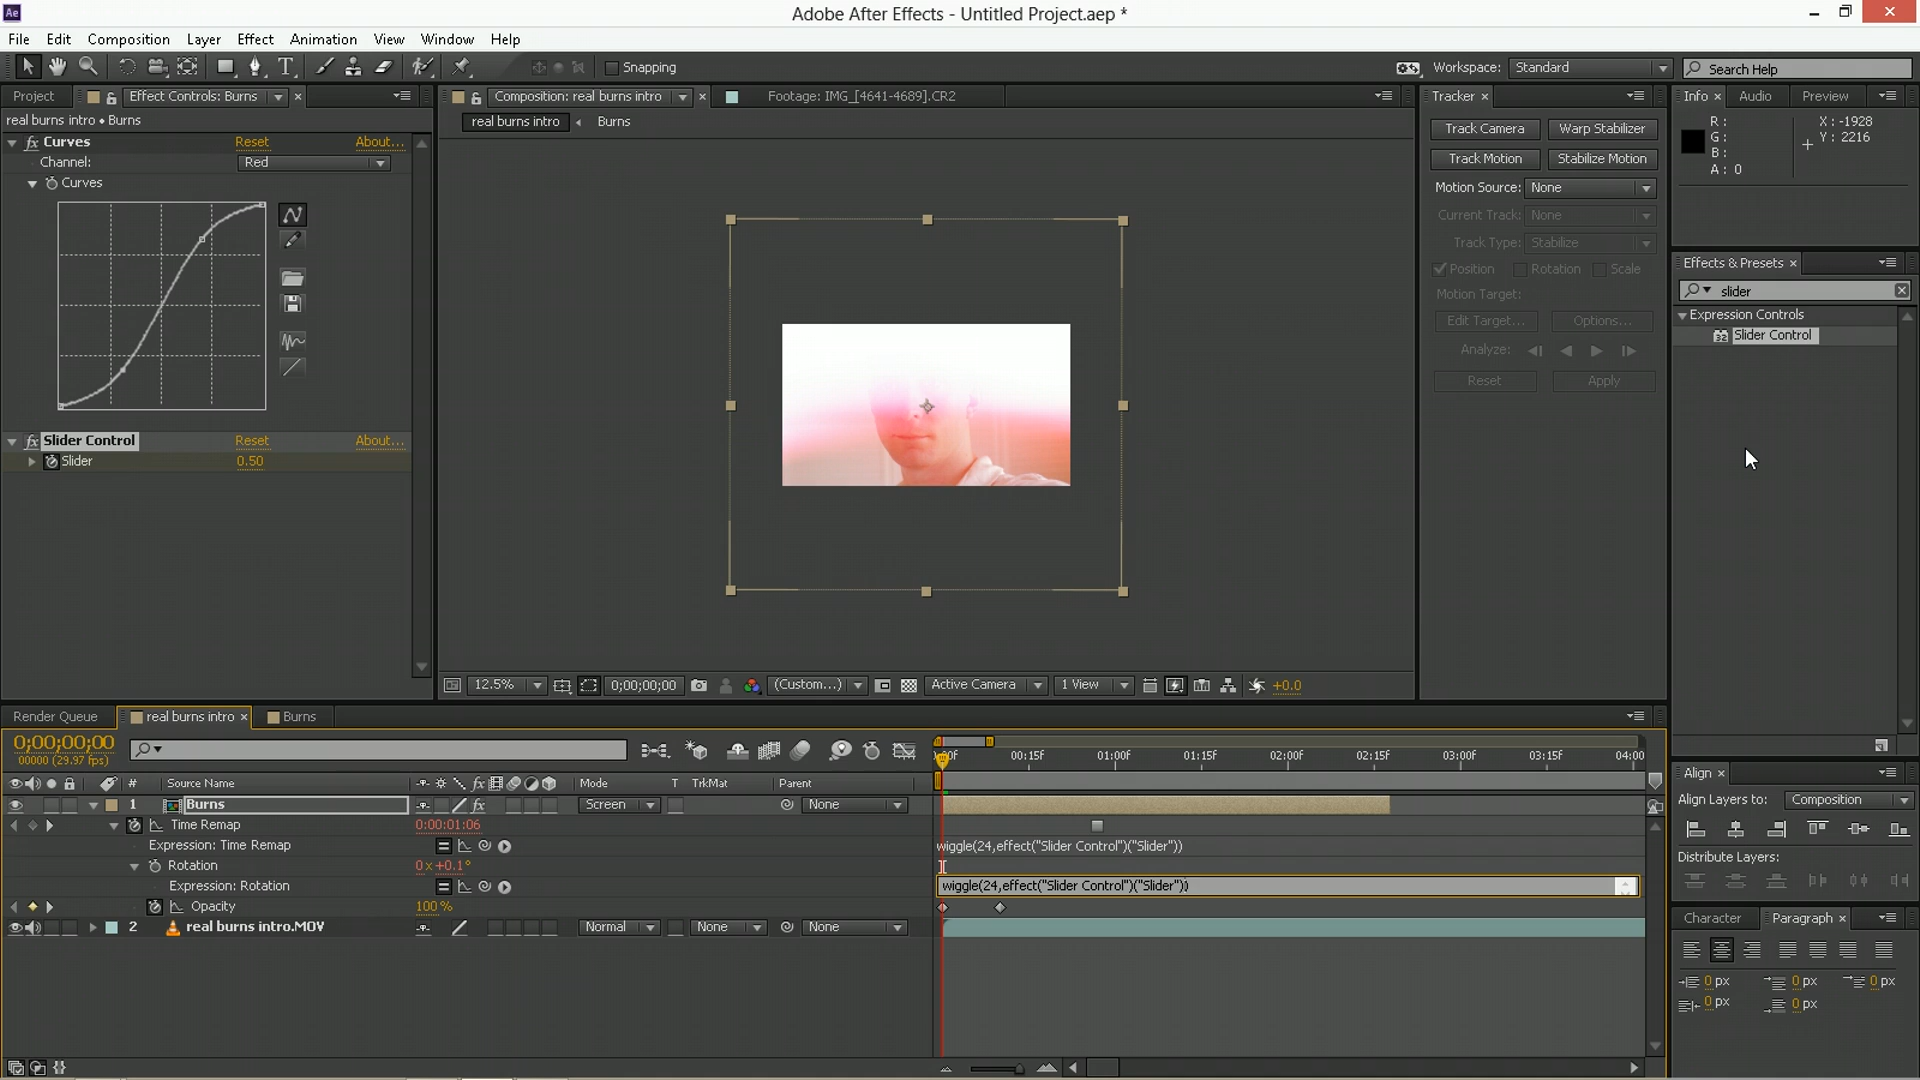 Ae Adobe After Effects - Untitled Project.aep *
File Edit Composition Layer Effect Animation View Window Help
Snapping Workspace: Standard Search Help
Project Effect Controls: Burns
real burns intro • Burns
fx Curves Reset About...
Channel: Red
Curves
fx Slider Control Reset About...
Slider 0.50
Composition: real burns intro Footage: IMG_[4641-4689].CR2
real burns intro Burns
12.5% 0;00;00;00 (Custom...) Active Camera 1 View +0.0
Tracker
Track Camera Warp Stabilizer
Track Motion Stabilize Motion
Motion Source: None
Current Track: None
Track Type: Stabilize
Position Rotation Scale
Motion Target:
Edit Target... Options...
Analyze:
Reset Apply
Info Audio Preview
R: X: -1928
G: Y: 2216
B:
A: 0
Effects & Presets
slider
Expression Controls
Slider Control
Render Queue real burns intro Burns
0;00;00;00
00000 (29.97 fps)
:00F 00:15F 01:00F 01:15F 02:00F 02:15F 03:00F 03:15F 04:00
# Source Name fx Mode T TrkMat Parent
1 Burns fx Screen None
Time Remap 0:00:01:06
Expression: Time Remap wiggle(24,effect("Slider Control")("Slider"))
Rotation 0x+0.1°
Expression: Rotation wiggle(24,effect("Slider Control")("Slider"))
Opacity 100%
2 real burns intro.MOV Normal None None
Align
Align Layers to: Composition
Distribute Layers:
Character Paragraph
0 px 0 px 0 px
0 px 0 px